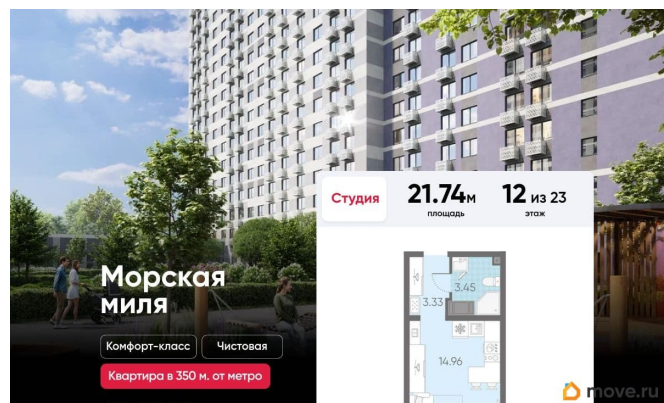 Студия
21.74м
площадь
12 из 23
этаж
Морская
миля
Комфорт-класс
Чистовая
Квартира в 350 м. от метро
3.33
3.45
14.96
move.ru